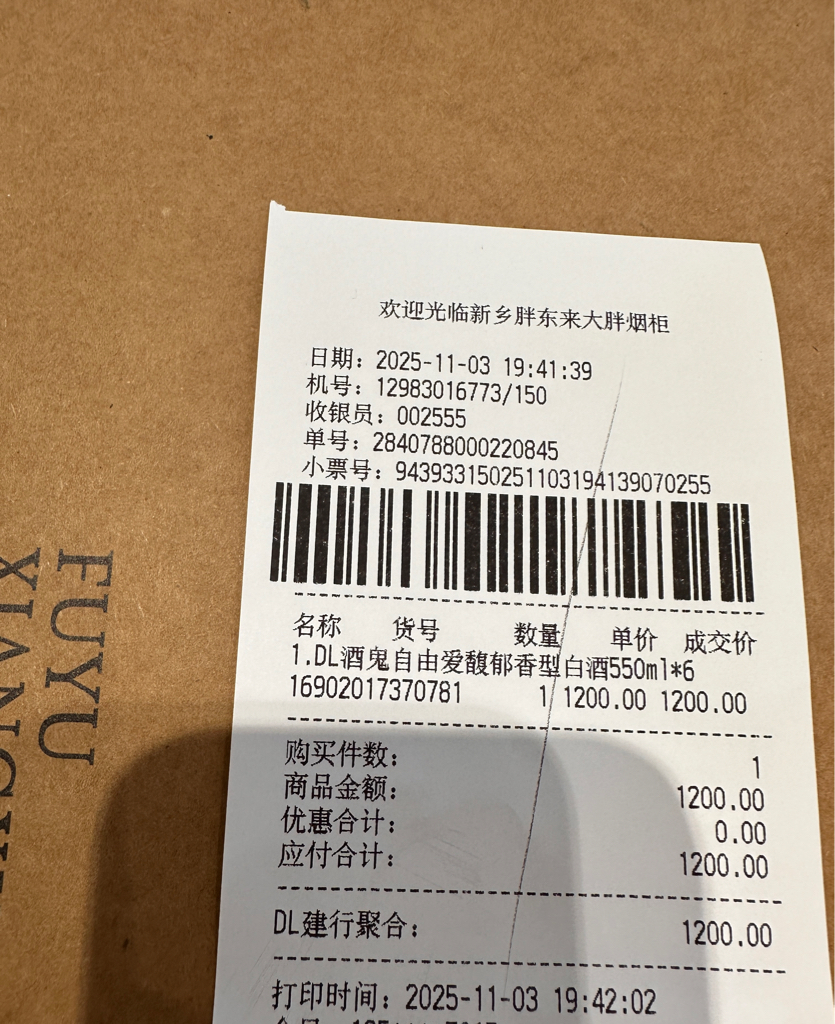 欢迎光临新乡胖东来大胖烟柜
日期：2025-11-03 19:41:39
机号：12983016773/150
收银员：002555
单号：2840788000220845
小票号：94393315025110319413907​0255
名称 货号 数量 单价 成交价
1.DL酒鬼自由爱馥郁香型白酒550ml*6
16902017370781 1 1200.00 1200.00
购买件数： 1
商品金额： 1200.00
优惠合计： 0.00
应付合计： 1200.00
DL建行聚合： 1200.00
打印时间：2025-11-03 19:42:02
FUYU